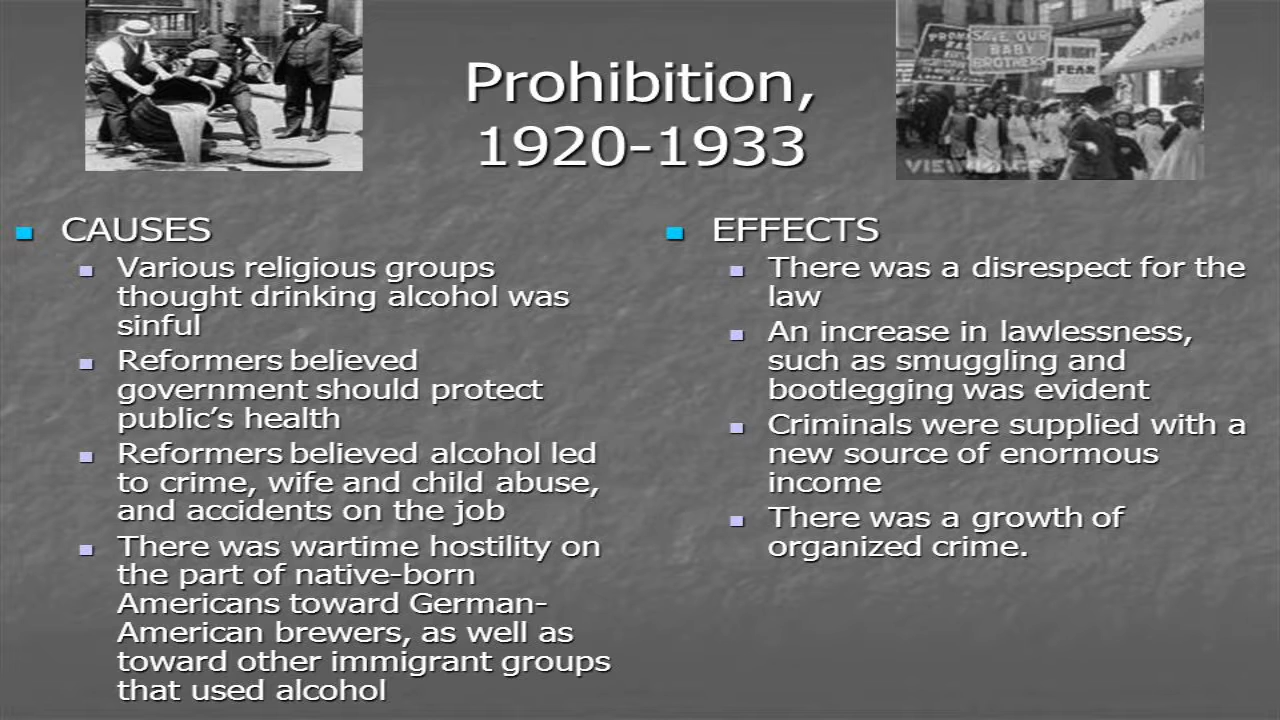 Prohibition,
1920-1933
SAVE OUR
BABY
BROTHERS
FEAR
CAUSES
Various religious groups
thought drinking alcohol was
sinful
Reformers believed
government should protect
public’s health
Reformers believed alcohol led
to crime, wife and child abuse,
and accidents on the job
There was wartime hostility on
the part of native-born
Americans toward German-
American brewers, as well as
toward other immigrant groups
that used alcohol
EFFECTS
There was a disrespect for the
law
An increase in lawlessness,
such as smuggling and
bootlegging was evident
Criminals were supplied with a
new source of enormous
income
There was a growth of
organized crime.